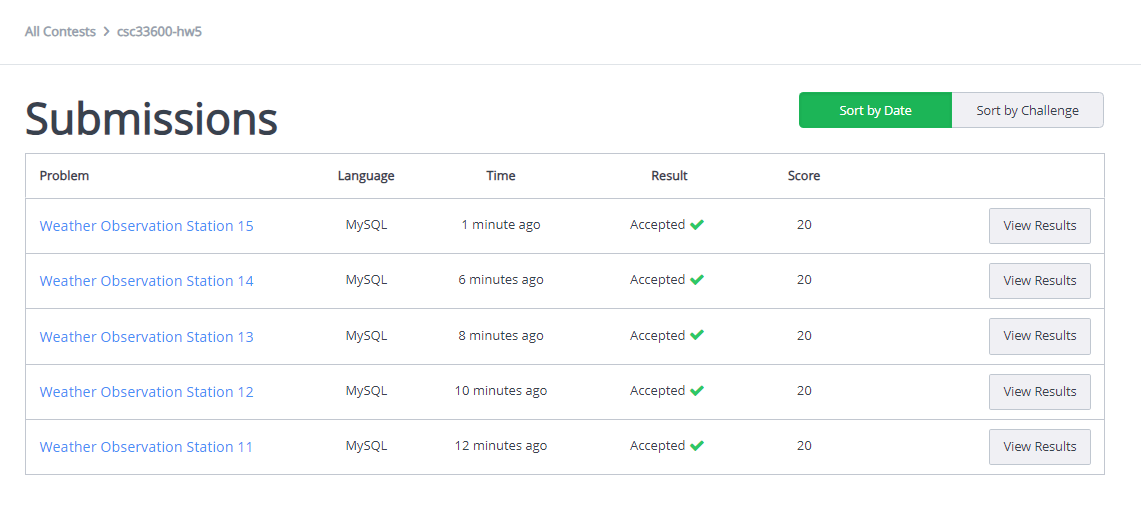 All Contests > csc33600-hw5
Submissions
Sort by Date Sort by Challenge
Problem Language Time Result Score
Weather Observation Station 15 MySQL 1 minute ago Accepted 20 View Results
Weather Observation Station 14 MySQL 6 minutes ago Accepted 20 View Results
Weather Observation Station 13 MySQL 8 minutes ago Accepted 20 View Results
Weather Observation Station 12 MySQL 10 minutes ago Accepted 20 View Results
Weather Observation Station 11 MySQL 12 minutes ago Accepted 20 View Results